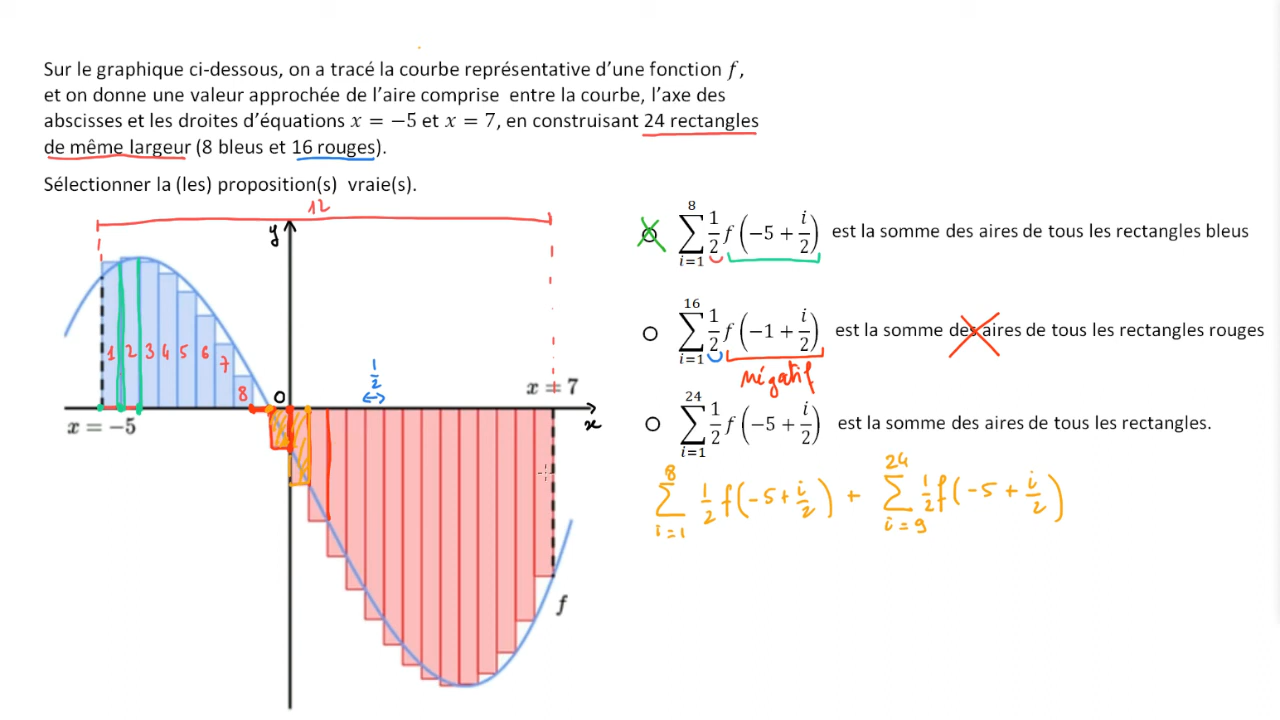 Sur le graphique ci-dessous, on a tracé la courbe représentative d'une fonction f,
et on donne une valeur approchée de l'aire comprise entre la courbe, l'axe des
abscisses et les droites d'équations x = −5 et x = 7, en construisant 24 rectangles
de même largeur (8 bleus et 16 rouges).
Sélectionner la (les) proposition(s) vraie(s).
12
y
1 2 3 4 5 6 7 8
O
1/2
x = 7
x = −5
x
f
∑_{i=1}^{8} 1/2 f(−5 + i/2) est la somme des aires de tous les rectangles bleus
∑_{i=1}^{16} 1/2 f(−1 + i/2) est la somme des aires de tous les rectangles rouges
négatif
∑_{i=1}^{24} 1/2 f(−5 + i/2) est la somme des aires de tous les rectangles.
∑_{i=1}^{8} 1/2 f(−5 + i/2) + ∑_{i=9}^{24} 1/2 f(−5 + i/2)